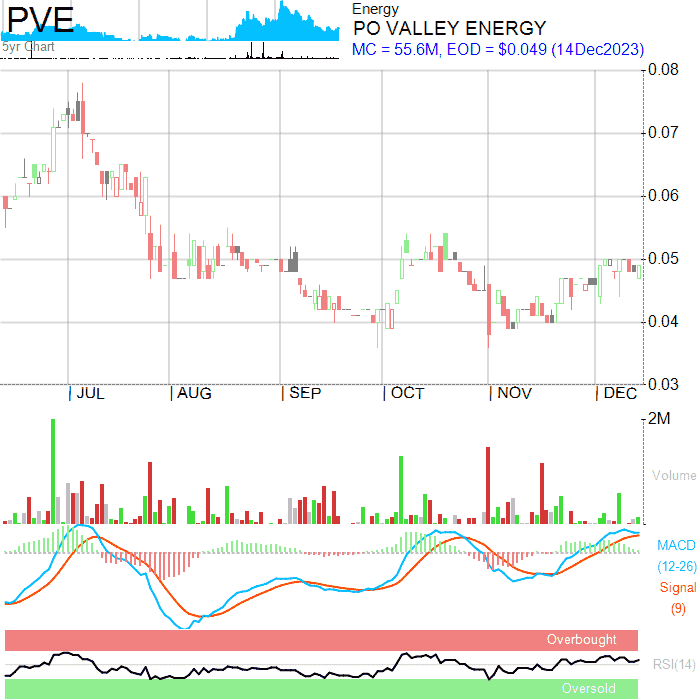 PVE
5yr Chart
Energy
PO VALLEY ENERGY
MC = 55.6M, EOD = $0.049 (14Dec2023)
0.08
0.07
0.06
0.05
0.04
0.03
JUL AUG SEP OCT NOV DEC
2M
Volume
MACD
(12-26)
Signal
(9)
Overbought
RSI(14)
Oversold